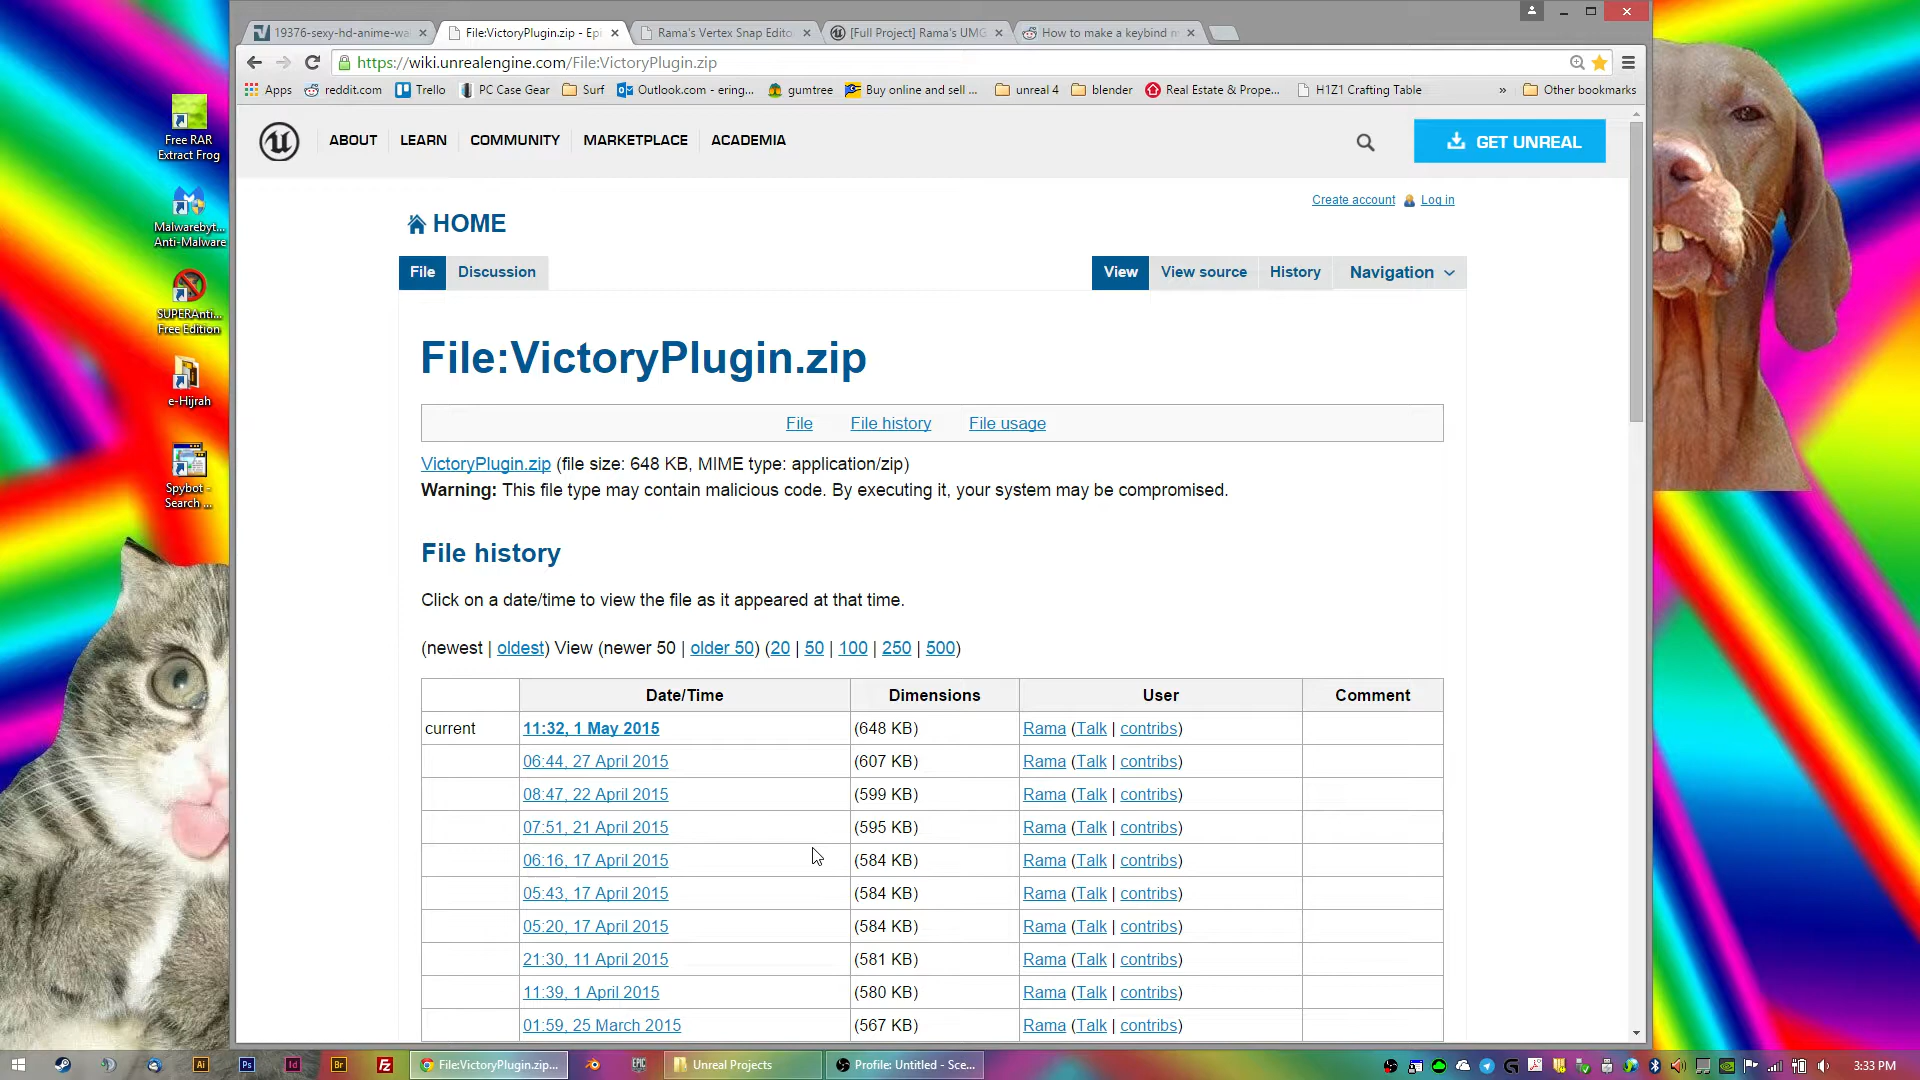 19376-sexy-hd-anime-wa
File:VictoryPlugin.zip - Ep
Rama's Vertex Snap Edito
[Full Project] Rama's UMG
How to make a keybind m
https://wiki.unrealengine.com/File:VictoryPlugin.zip
Apps
reddit.com
Trello
PC Case Gear
Surf
Outlook.com - ering...
gumtree
Buy online and sell ...
unreal 4
blender
Real Estate & Prope...
H1Z1 Crafting Table
»
Other bookmarks
ABOUT
LEARN
COMMUNITY
MARKETPLACE
ACADEMIA
GET UNREAL
Create account
Log in
HOME
File
Discussion
View
View source
History
Navigation
File:VictoryPlugin.zip
File
File history
File usage
VictoryPlugin.zip (file size: 648 KB, MIME type: application/zip)
Warning: This file type may contain malicious code. By executing it, your system may be compromised.
File history
Click on a date/time to view the file as it appeared at that time.
(newest | oldest) View (newer 50 | older 50) (20 | 50 | 100 | 250 | 500)
Date/Time Dimensions User Comment
current 11:32, 1 May 2015 (648 KB) Rama (Talk | contribs)
06:44, 27 April 2015 (607 KB) Rama (Talk | contribs)
08:47, 22 April 2015 (599 KB) Rama (Talk | contribs)
07:51, 21 April 2015 (595 KB) Rama (Talk | contribs)
06:16, 17 April 2015 (584 KB) Rama (Talk | contribs)
05:43, 17 April 2015 (584 KB) Rama (Talk | contribs)
05:20, 17 April 2015 (584 KB) Rama (Talk | contribs)
21:30, 11 April 2015 (581 KB) Rama (Talk | contribs)
11:39, 1 April 2015 (580 KB) Rama (Talk | contribs)
01:59, 25 March 2015 (567 KB) Rama (Talk | contribs)
Free RAR
Extract Frog
Malwarebyt...
Anti-Malware
SUPERAnti...
Free Edition
e-Hijrah
Spybot -
Search ...
Ai
Ps
Id
Br
Fz
File:VictoryPlugin.zip...
EPIC
Unreal Projects
Profile: Untitled - Sce...
3:33 PM